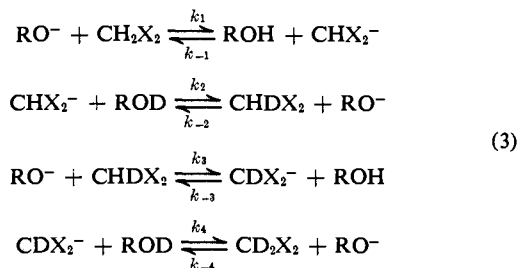 RO⁻ + CH₂X₂ ⇌ ROH + CHX₂⁻ k₁ k₋₁
CHX₂⁻ + ROD ⇌ CHDX₂ + RO⁻ k₂ k₋₂
(3)
RO⁻ + CHDX₂ ⇌ CDX₂⁻ + ROH k₃ k₋₃
CDX₂⁻ + ROD ⇌ CD₂X₂ + RO⁻ k₄ k₋₄